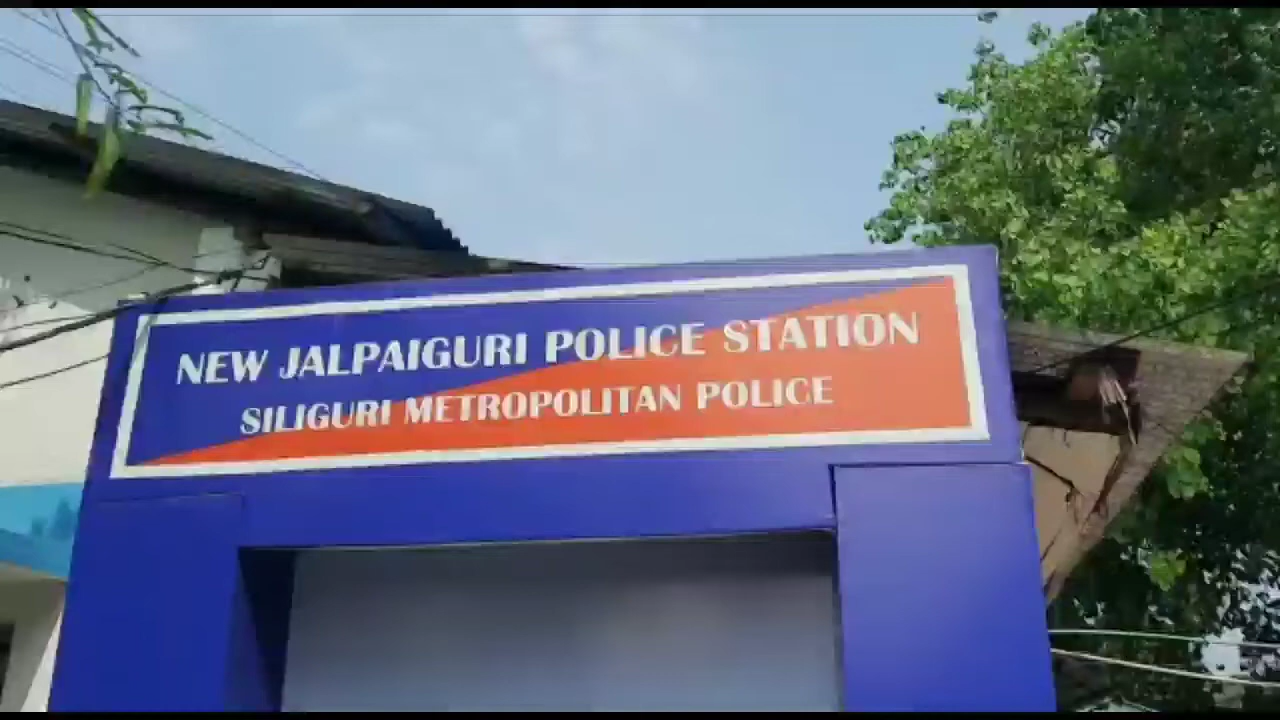 NEW JALPAIGURI POLICE STATION
SILIGURI METROPOLITAN POLICE